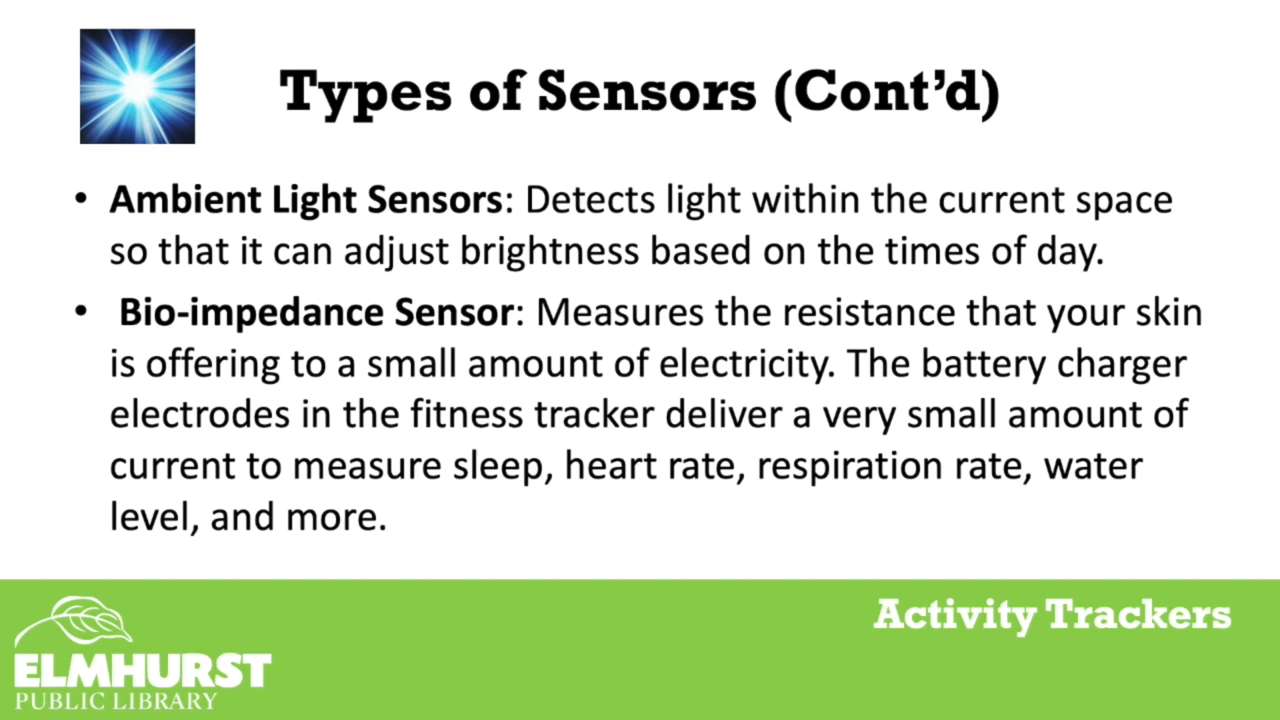 Types of Sensors (Cont’d)
• Ambient Light Sensors: Detects light within the current space
so that it can adjust brightness based on the times of day.
• Bio-impedance Sensor: Measures the resistance that your skin
is offering to a small amount of electricity. The battery charger
electrodes in the fitness tracker deliver a very small amount of
current to measure sleep, heart rate, respiration rate, water
level, and more.
Activity Trackers
ELMHURST
PUBLIC LIBRARY